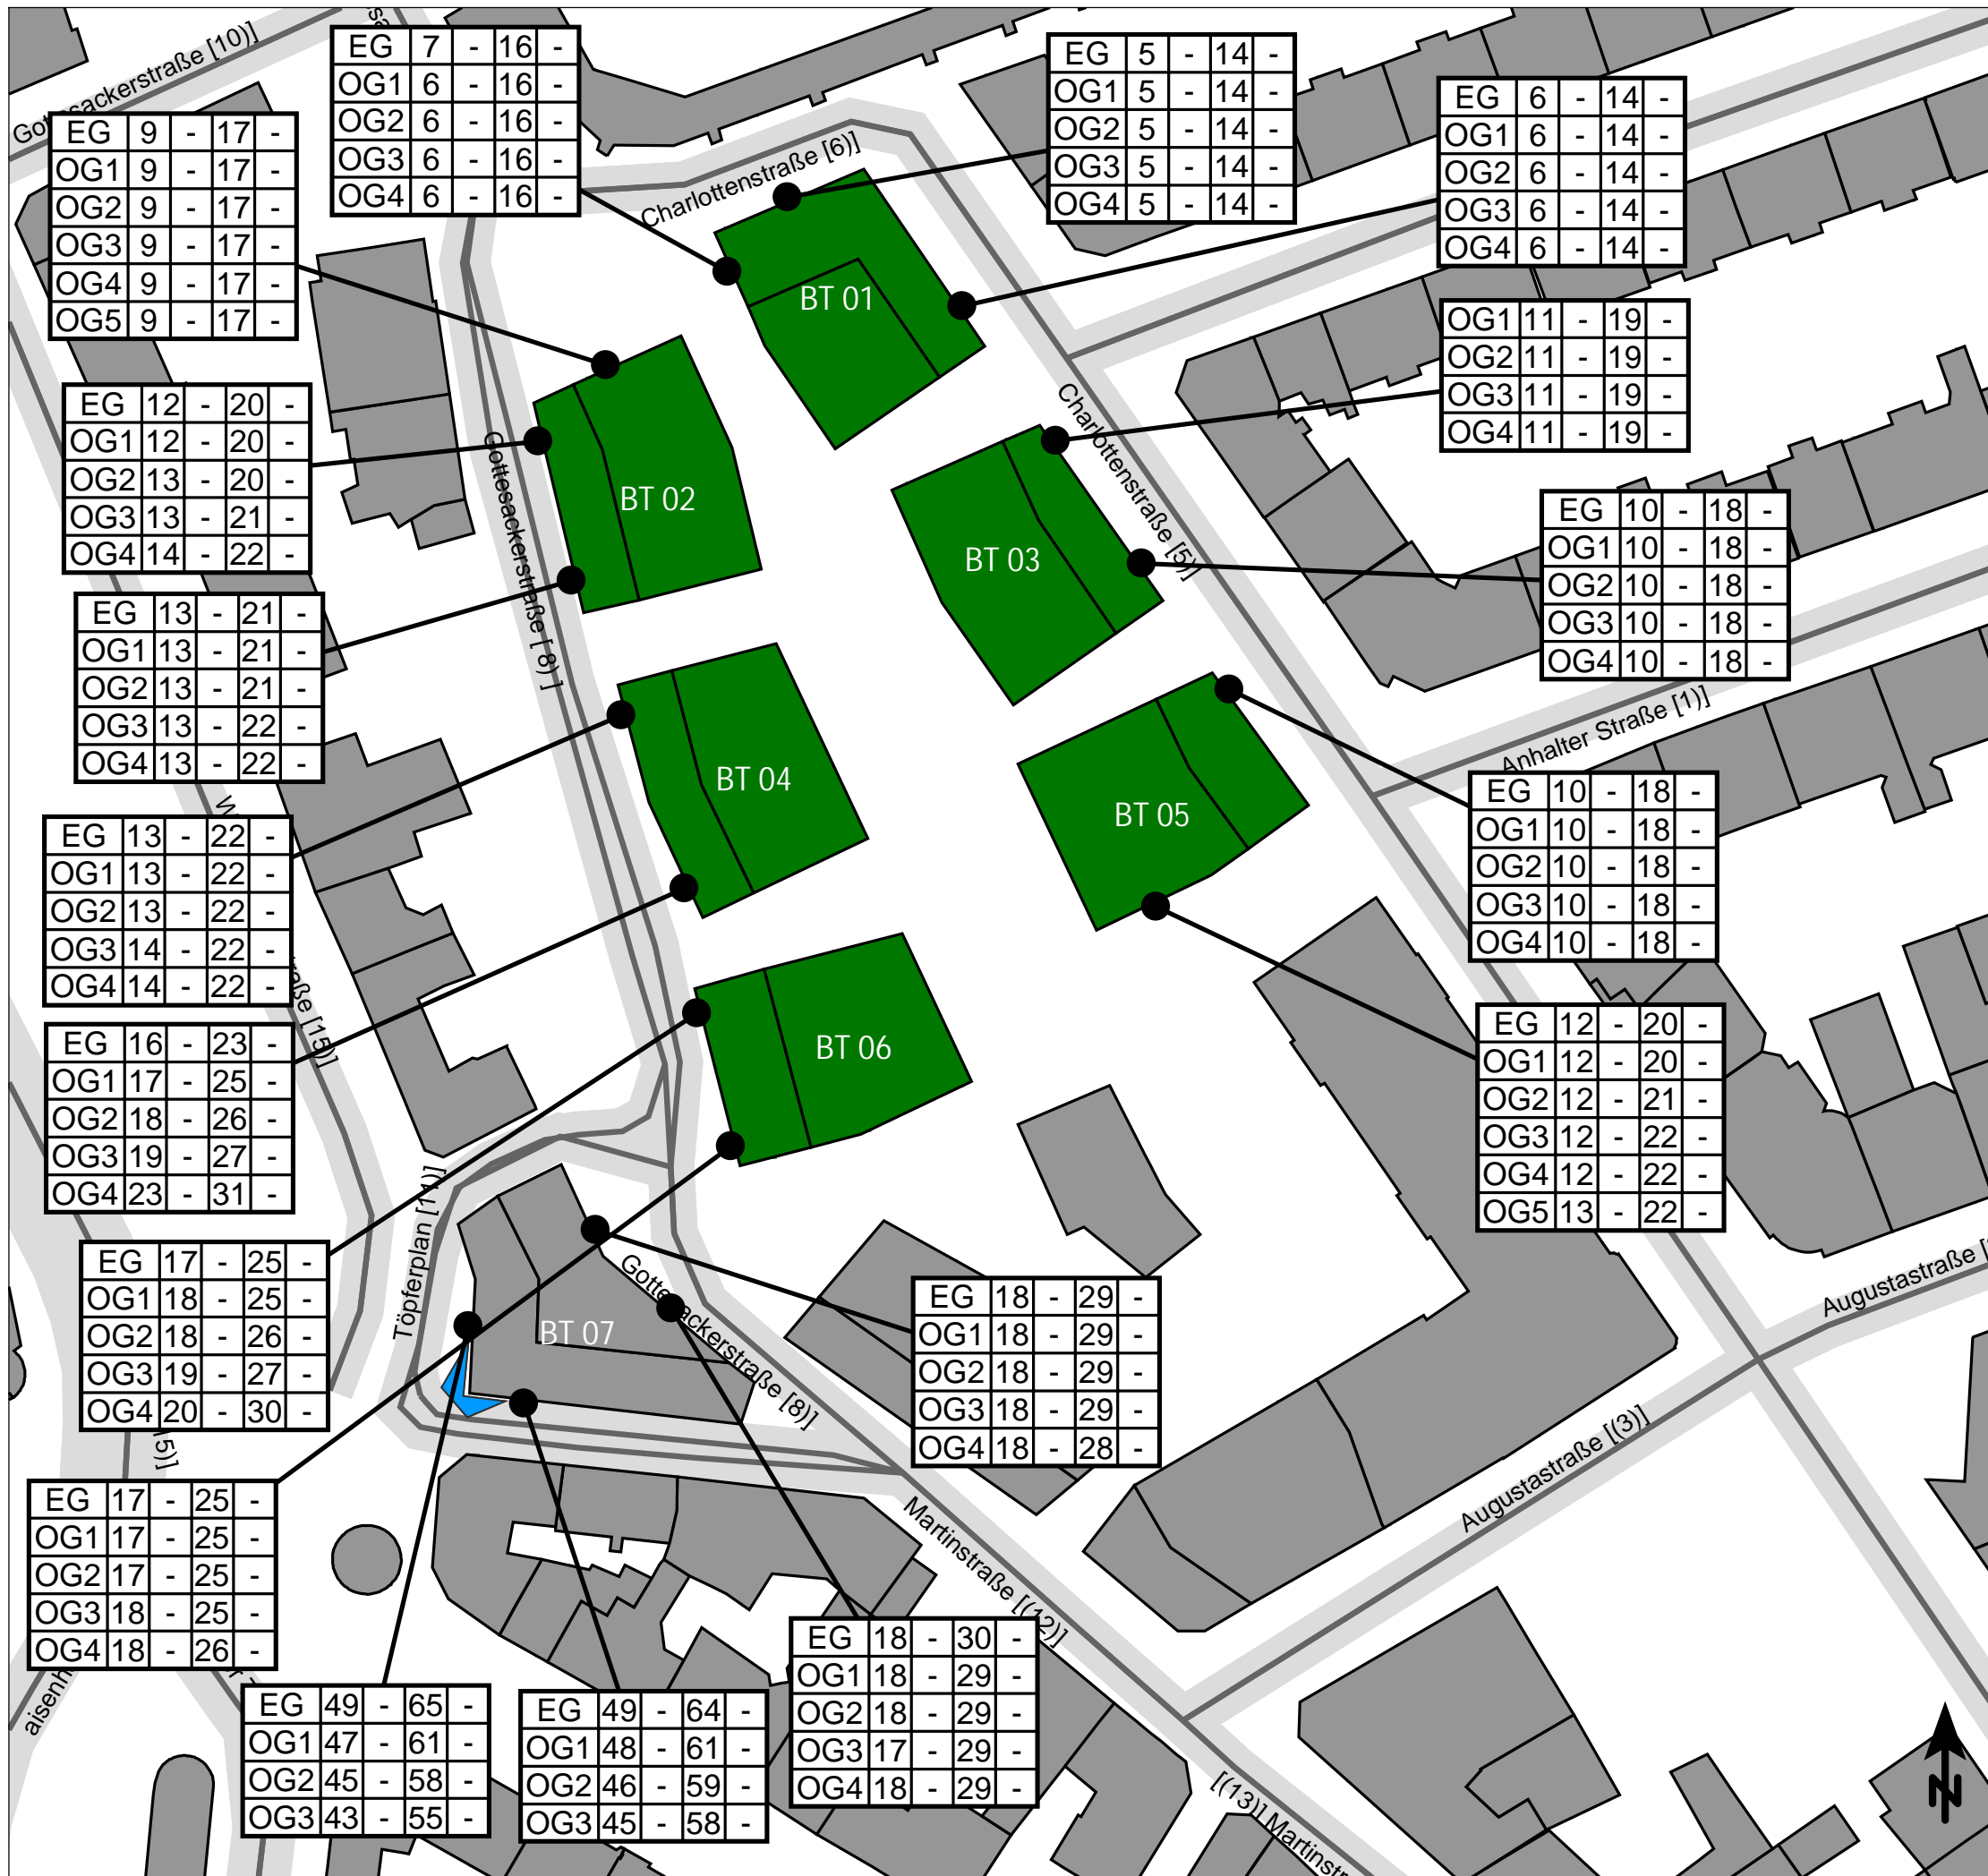 Gottesackerstraße [10)]
EG 7 - 16 -
OG1 6 - 16 -
OG2 6 - 16 -
OG3 6 - 16 -
OG4 6 - 16 -
EG 5 - 14 -
OG1 5 - 14 -
OG2 5 - 14 -
OG3 5 - 14 -
OG4 5 - 14 -
EG 6 - 14 -
OG1 6 - 14 -
OG2 6 - 14 -
OG3 6 - 14 -
OG4 6 - 14 -
EG 9 - 17 -
OG1 9 - 17 -
OG2 9 - 17 -
OG3 9 - 17 -
OG4 9 - 17 -
OG5 9 - 17 -
Charlottenstraße [6)]
BT 01
OG1 11 - 19 -
OG2 11 - 19 -
OG3 11 - 19 -
OG4 11 - 19 -
EG 12 - 20 -
OG1 12 - 20 -
OG2 13 - 20 -
OG3 13 - 21 -
OG4 14 - 22 -
Gottesackerstraße [ 8) ]
BT 02
Charlottenstraße [5)]
BT 03
EG 10 - 18 -
OG1 10 - 18 -
OG2 10 - 18 -
OG3 10 - 18 -
OG4 10 - 18 -
EG 13 - 21 -
OG1 13 - 21 -
OG2 13 - 21 -
OG3 13 - 22 -
OG4 13 - 22 -
Anhalter Straße [1)]
BT 04
BT 05
EG 10 - 18 -
OG1 10 - 18 -
OG2 10 - 18 -
OG3 10 - 18 -
OG4 10 - 18 -
EG 13 - 22 -
OG1 13 - 22 -
OG2 13 - 22 -
OG3 14 - 22 -
OG4 14 - 22 -
raße [15)]
EG 16 - 23 -
OG1 17 - 25 -
OG2 18 - 26 -
OG3 19 - 27 -
OG4 23 - 31 -
BT 06
EG 12 - 20 -
OG1 12 - 20 -
OG2 12 - 21 -
OG3 12 - 22 -
OG4 12 - 22 -
OG5 13 - 22 -
Töpferplan [11)]
EG 17 - 25 -
OG1 18 - 25 -
OG2 18 - 26 -
OG3 19 - 27 -
OG4 20 - 30 -
Gottesackerstraße [8)]
BT 07
EG 18 - 29 -
OG1 18 - 29 -
OG2 18 - 29 -
OG3 18 - 29 -
OG4 18 - 28 -
Augustastraße
Augustastraße [(3)]
15)]
EG 17 - 25 -
OG1 17 - 25 -
OG2 17 - 25 -
OG3 18 - 25 -
OG4 18 - 26 -
Martinstraße [(12)]
aisenh
EG 49 - 65 -
OG1 47 - 61 -
OG2 45 - 58 -
OG3 43 - 55 -
EG 49 - 64 -
OG1 48 - 61 -
OG2 46 - 59 -
OG3 45 - 58 -
EG 18 - 30 -
OG1 18 - 29 -
OG2 18 - 29 -
OG3 17 - 29 -
OG4 18 - 29 -
[(13)] Martinstr
N